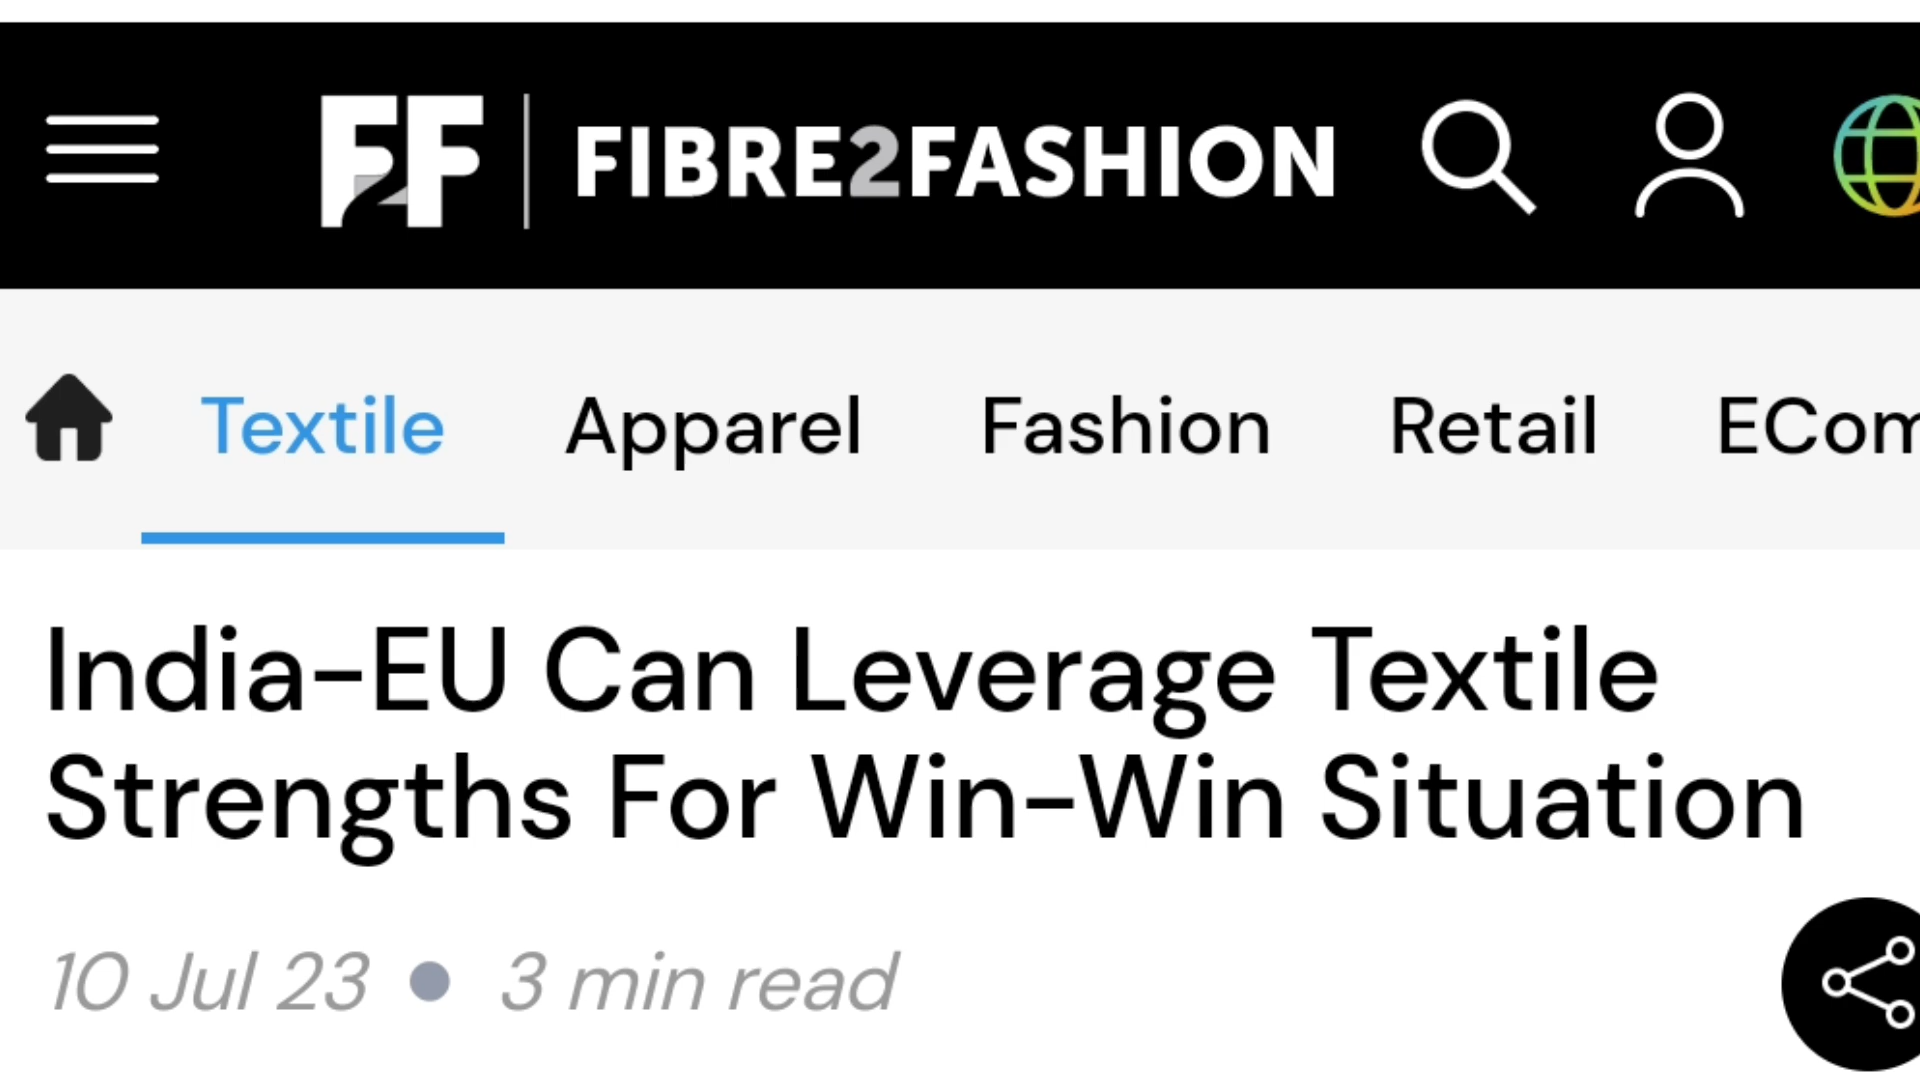 F2F | FIBRE2FASHION
Textile Apparel Fashion Retail ECom
India-EU Can Leverage Textile
Strengths For Win-Win Situation
10 Jul 23 • 3 min read